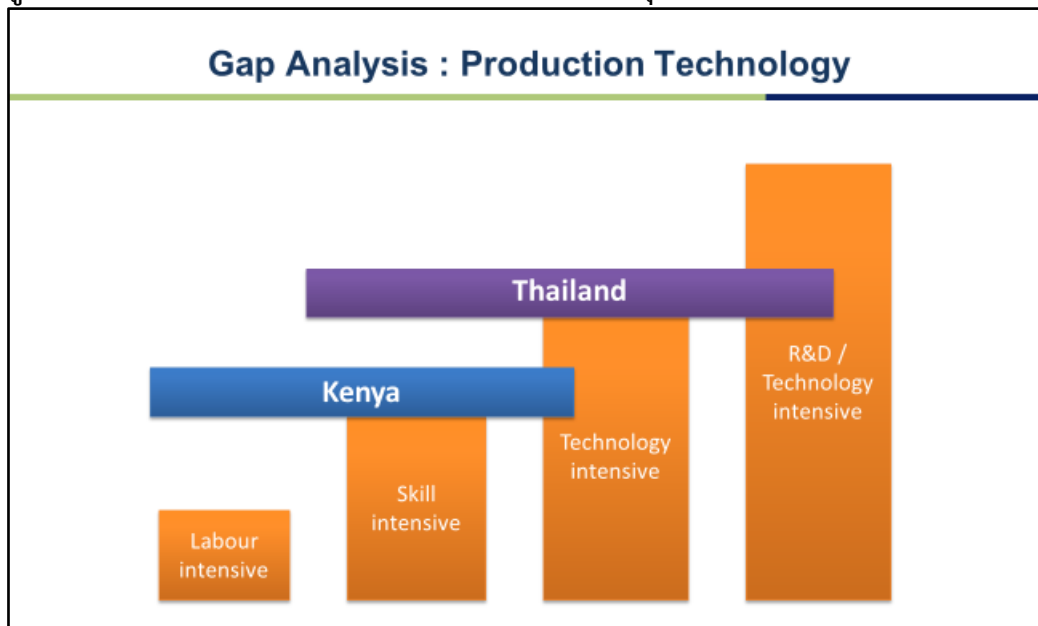 Gap Analysis : Production Technology
Thailand
R&D /
Technology
intensive
Kenya
Technology
intensive
Skill
intensive
Labour
intensive